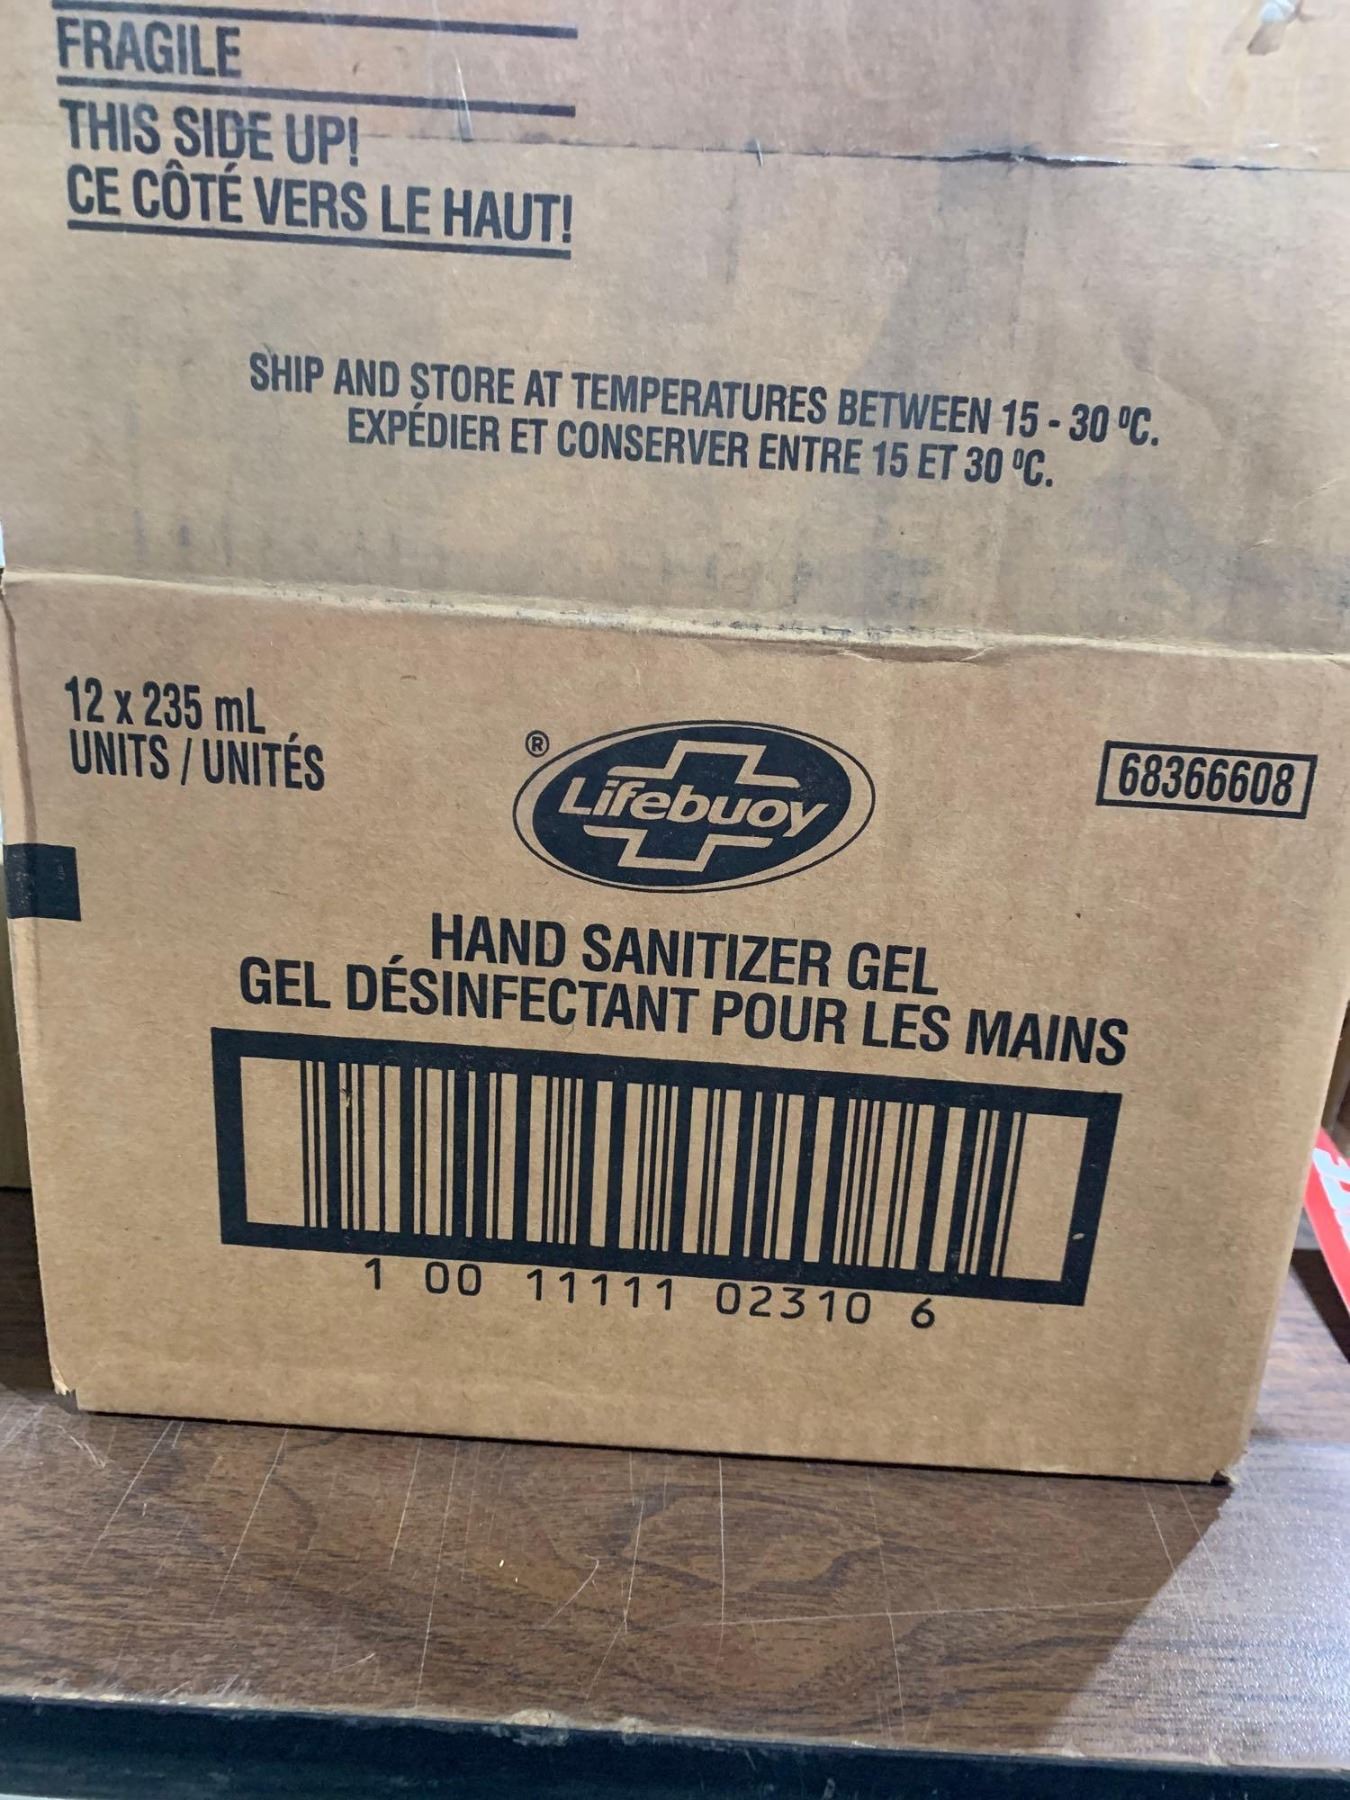 FRAGILE
THIS SIDE UP!
CE CÔTÉ VERS LE HAUT!
SHIP AND STORE AT TEMPERATURES BETWEEN 15 - 30 ºC.
EXPÉDIER ET CONSERVER ENTRE 15 ET 30 ºC.
12 x 235 mL
UNITS / UNITÉS
®
Lifebuoy
68366608
HAND SANITIZER GEL
GEL DÉSINFECTANT POUR LES MAINS
1 00 11111 02310 6